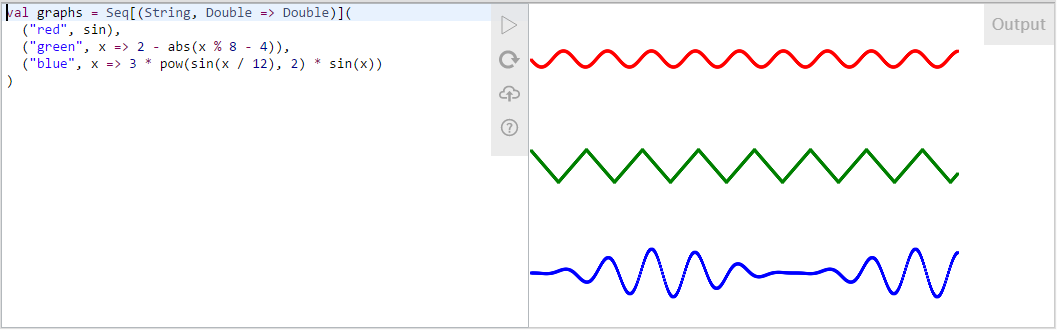 val graphs = Seq[(String, Double => Double)](
  ("red", sin),
  ("green", x => 2 - abs(x % 8 - 4)),
  ("blue", x => 3 * pow(sin(x / 12), 2) * sin(x))
)
?
Output